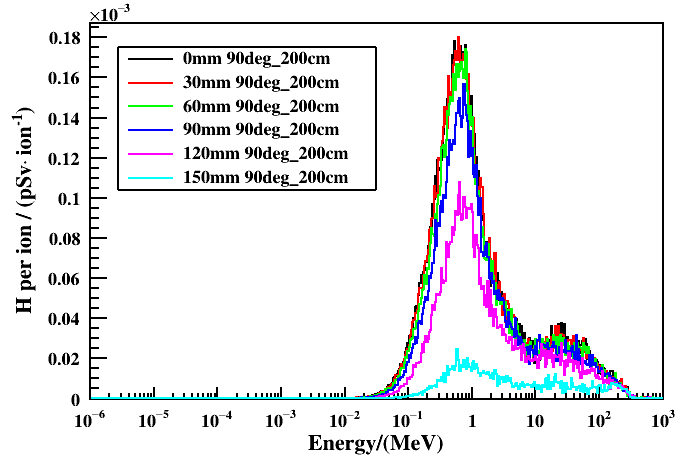 ×10⁻³
0.18
0.16
0.14
0.12
0.1
0.08
0.06
0.04
0.02
0
H per ion / (pSv· ion⁻¹)
0mm 90deg_200cm
30mm 90deg_200cm
60mm 90deg_200cm
90mm 90deg_200cm
120mm 90deg_200cm
150mm 90deg_200cm
10⁻⁶ 10⁻⁵ 10⁻⁴ 10⁻³ 10⁻² 10⁻¹ 1 10 10² 10³
Energy/(MeV)